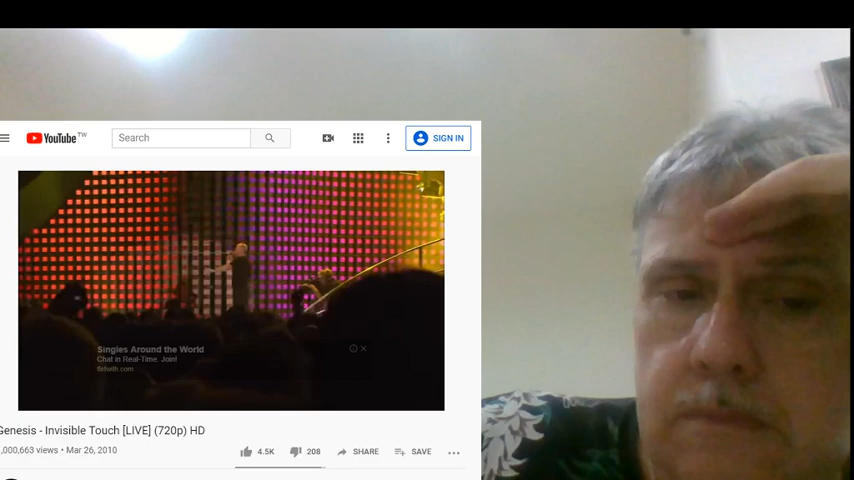 YouTube TW
Search
SIGN IN
Singles Around the World
Chat in Real-Time. Join!
flirtwith.com
Genesis - Invisible Touch [LIVE] (720p) HD
,000,663 views • Mar 26, 2010
4.5K
208
SHARE
SAVE